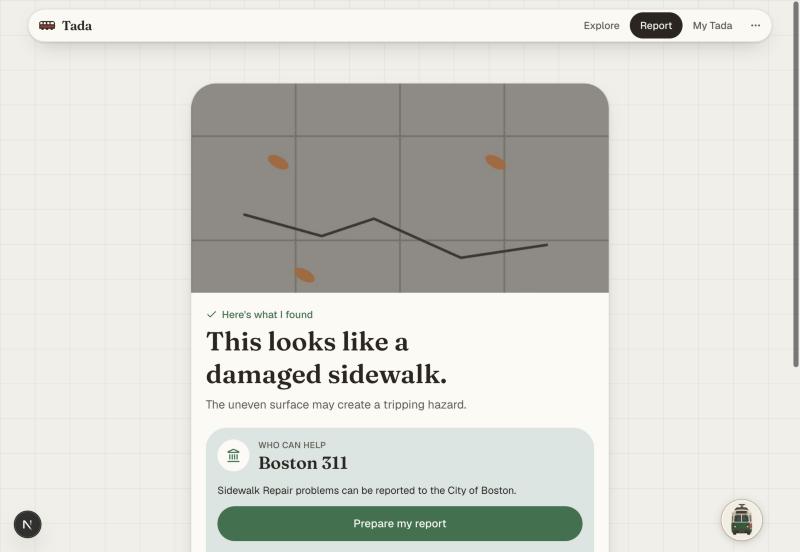 Tada
Explore
Report
My Tada
Here's what I found
This looks like a
damaged sidewalk.
The uneven surface may create a tripping hazard.
WHO CAN HELP
Boston 311
Sidewalk Repair problems can be reported to the City of Boston.
Prepare my report
N